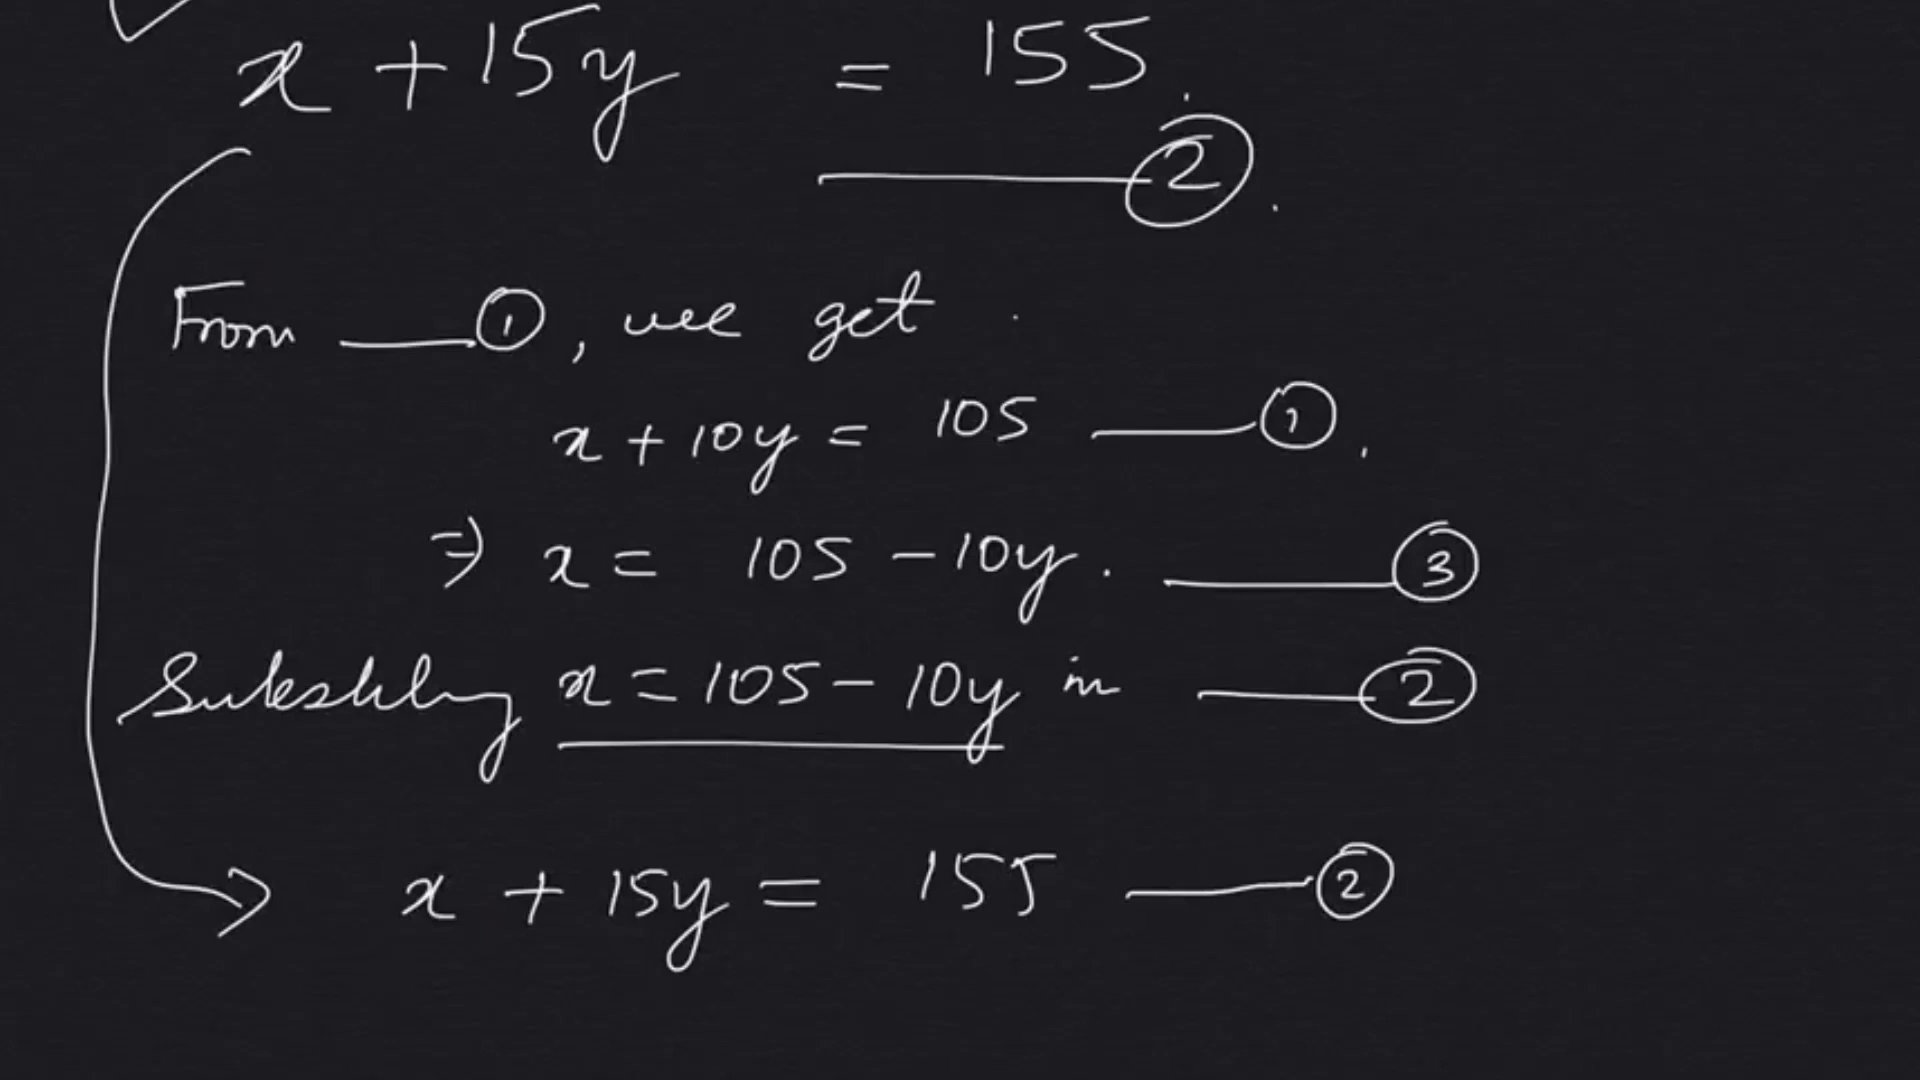 x + 15y = 155.
②.
From —①, we get
x + 10y = 105 —①.
⇒ x = 105 - 10y. —③
x = 105 - 10y in —②
x + 15y = 155 —②